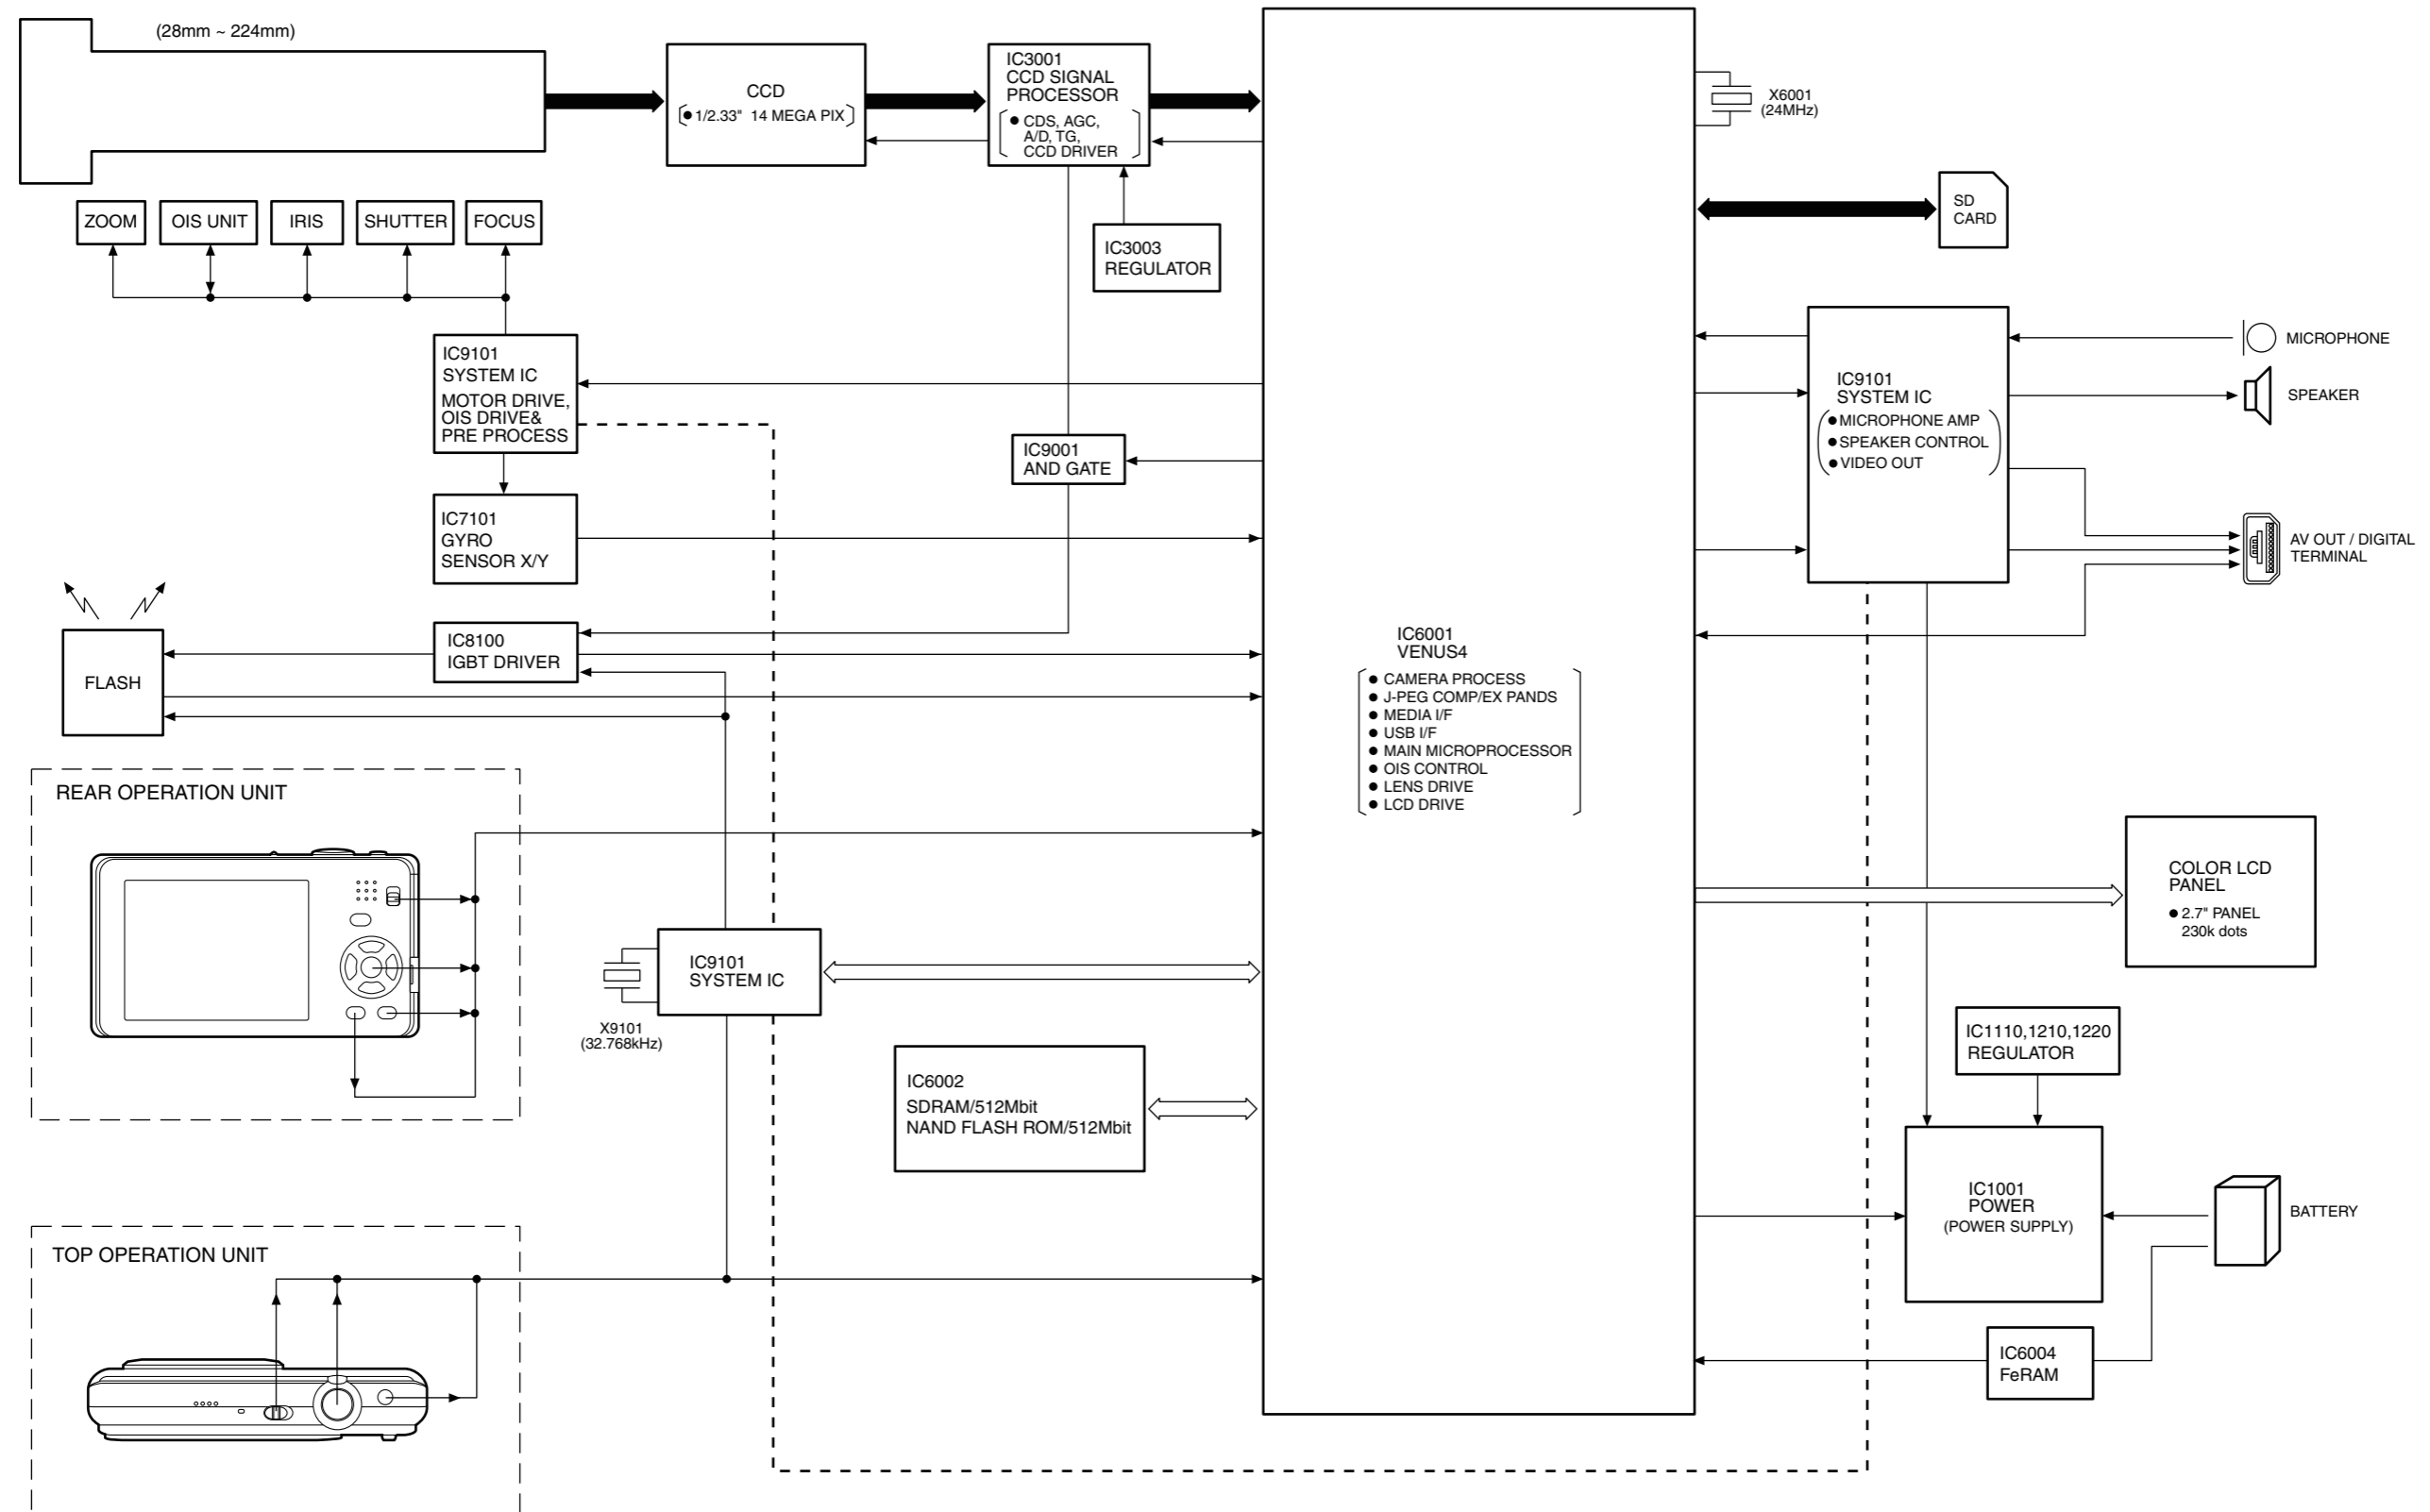 (28mm ~ 224mm)
CCD
● 1/2.33" 14 MEGA PIX
IC3001
CCD SIGNAL
PROCESSOR
● CDS, AGC,
A/D, TG,
CCD DRIVER
X6001
(24MHz)
SD
CARD
ZOOM
OIS UNIT
IRIS
SHUTTER
FOCUS
IC3003
REGULATOR
IC9101
SYSTEM IC
MOTOR DRIVE,
OIS DRIVE&
PRE PROCESS
IC9001
AND GATE
IC7101
GYRO
SENSOR X/Y
IC9101
SYSTEM IC
● MICROPHONE AMP
● SPEAKER CONTROL
● VIDEO OUT
MICROPHONE
SPEAKER
AV OUT / DIGITAL
TERMINAL
FLASH
IC8100
IGBT DRIVER
IC6001
VENUS4
● CAMERA PROCESS
● J-PEG COMP/EX PANDS
● MEDIA I/F
● USB I/F
● MAIN MICROPROCESSOR
● OIS CONTROL
● LENS DRIVE
● LCD DRIVE
REAR OPERATION UNIT
COLOR LCD
PANEL
● 2.7" PANEL
230k dots
IC9101
SYSTEM IC
X9101
(32.768kHz)
IC6002
SDRAM/512Mbit
NAND FLASH ROM/512Mbit
IC1110,1210,1220
REGULATOR
IC1001
POWER
(POWER SUPPLY)
BATTERY
TOP OPERATION UNIT
IC6004
FeRAM